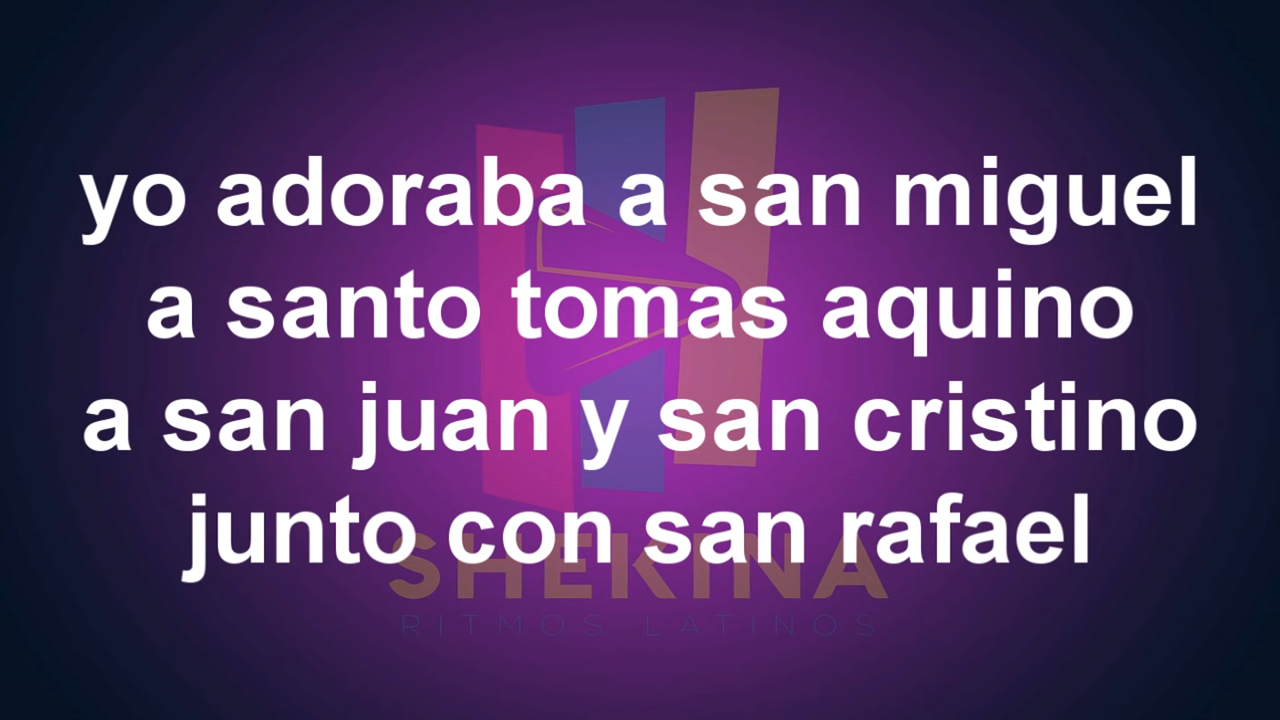 yo adoraba a san miguel
a santo tomas aquino
a san juan y san cristino
junto con san rafael
SHEKINA
RITMOS LATINOS